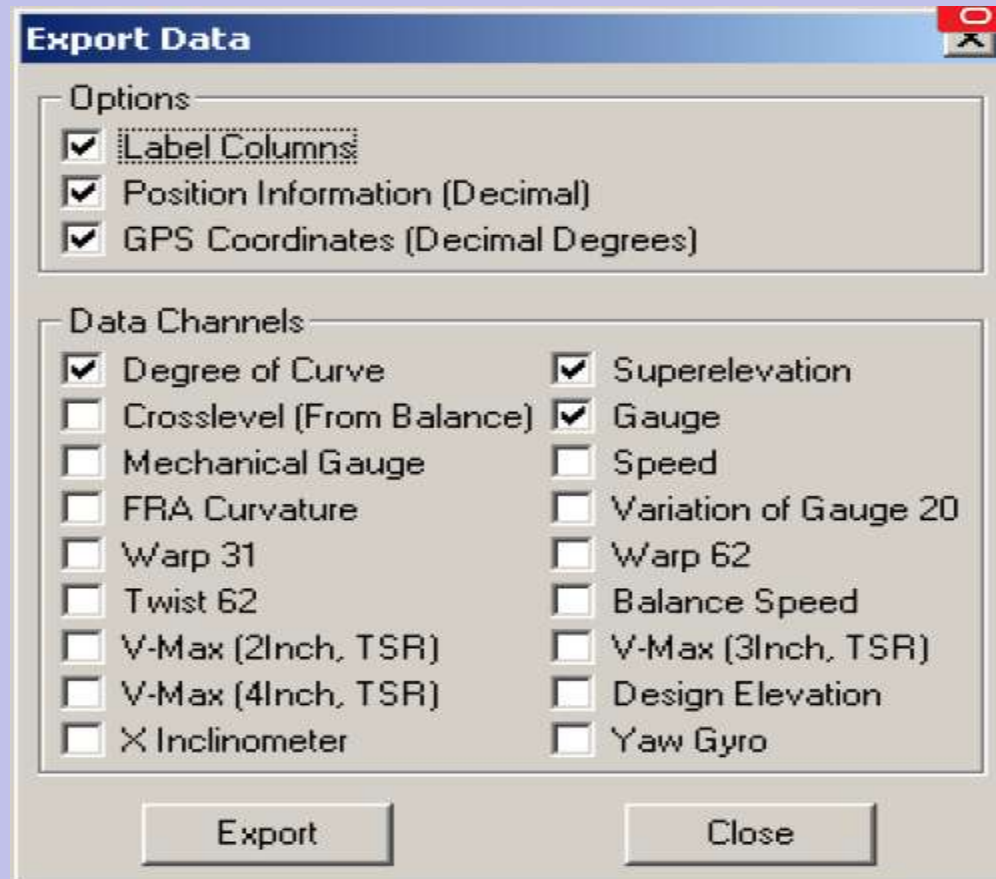 Export Data
Options
Label Columns
Position Information (Decimal)
GPS Coordinates (Decimal Degrees)
Data Channels
Degree of Curve
Superelevation
Crosslevel (From Balance)
Gauge
Mechanical Gauge
Speed
FRA Curvature
Variation of Gauge 20
Warp 31
Warp 62
Twist 62
Balance Speed
V-Max (2Inch, TSR)
V-Max (3Inch, TSR)
V-Max (4Inch, TSR)
Design Elevation
X Inclinometer
Yaw Gyro
Export
Close